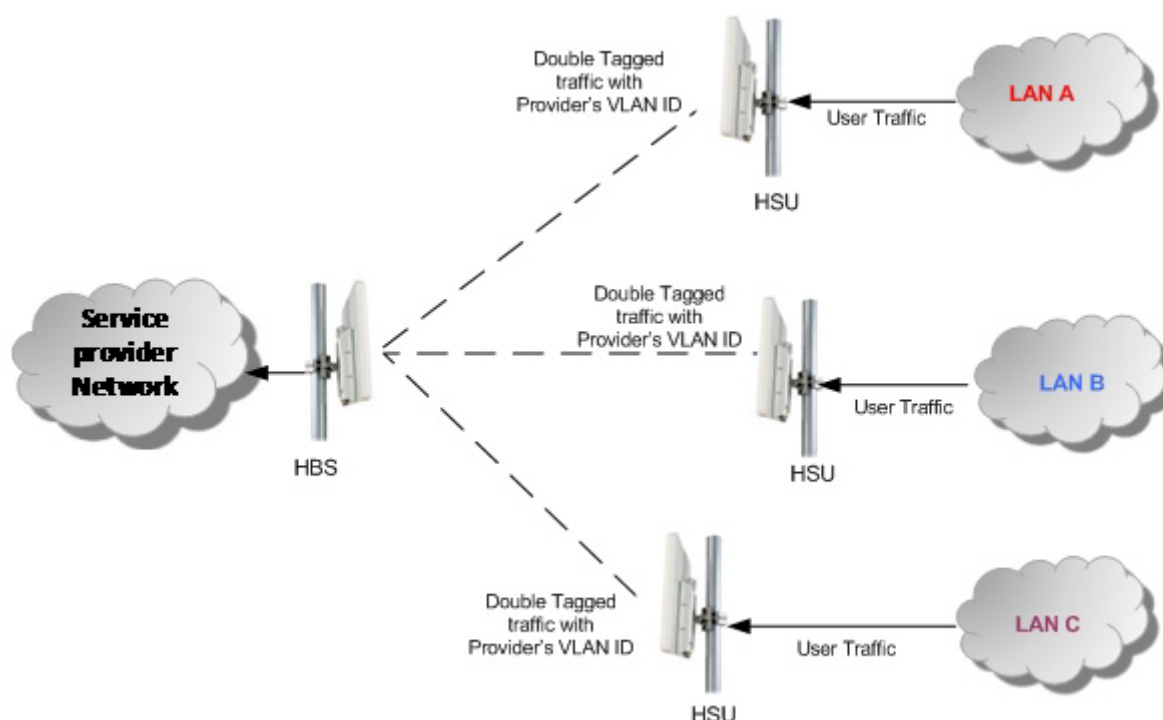 Double Tagged
traffic with
Provider's VLAN ID
LAN A
User Traffic
HSU
Service
provider
Network
HBS
Double Tagged
traffic with
Provider's VLAN ID
LAN B
User Traffic
HSU
Double Tagged
traffic with
Provider's VLAN ID
LAN C
User Traffic
HSU